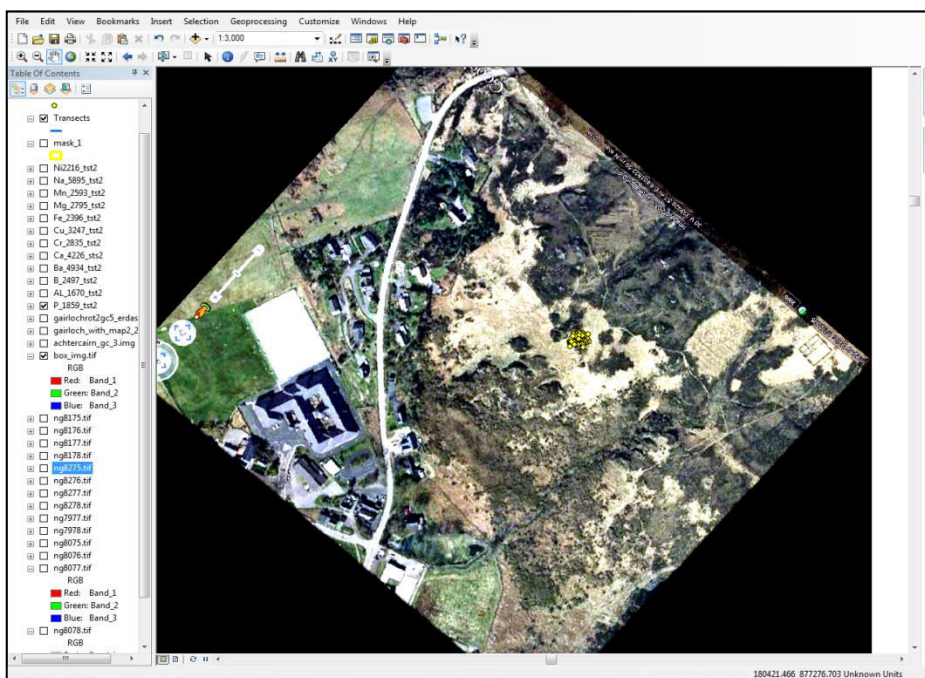 File Edit View Bookmarks Insert Selection Geoprocessing Customize Windows Help
1:3,000
Table Of Contents
Transects
mask_1
Ni2216_tst2
Na_5895_tst2
Mn_2593_tst2
Mg_2795_tst2
Fe_2396_tst2
Cu_3247_tst2
Cr_2835_tst2
Ca_4226_sts2
Ba_4934_tst2
B_2497_tst2
AL_1670_tst2
P_1859_tst2
gairlochrot2gc5_erdas
gairloch_with_map2_2
achtercairn_gc_3.img
box_img.tif
RGB
Red: Band_1
Green: Band_2
Blue: Band_3
ng8175.tif
ng8176.tif
ng8177.tif
ng8178.tif
ng8275.tif
ng8276.tif
ng8277.tif
ng8278.tif
ng7977.tif
ng7978.tif
ng8075.tif
ng8076.tif
ng8077.tif
RGB
Red: Band_1
Green: Band_2
Blue: Band_3
ng8078.tif
RGB
180421.466 877276.703 Unknown Units